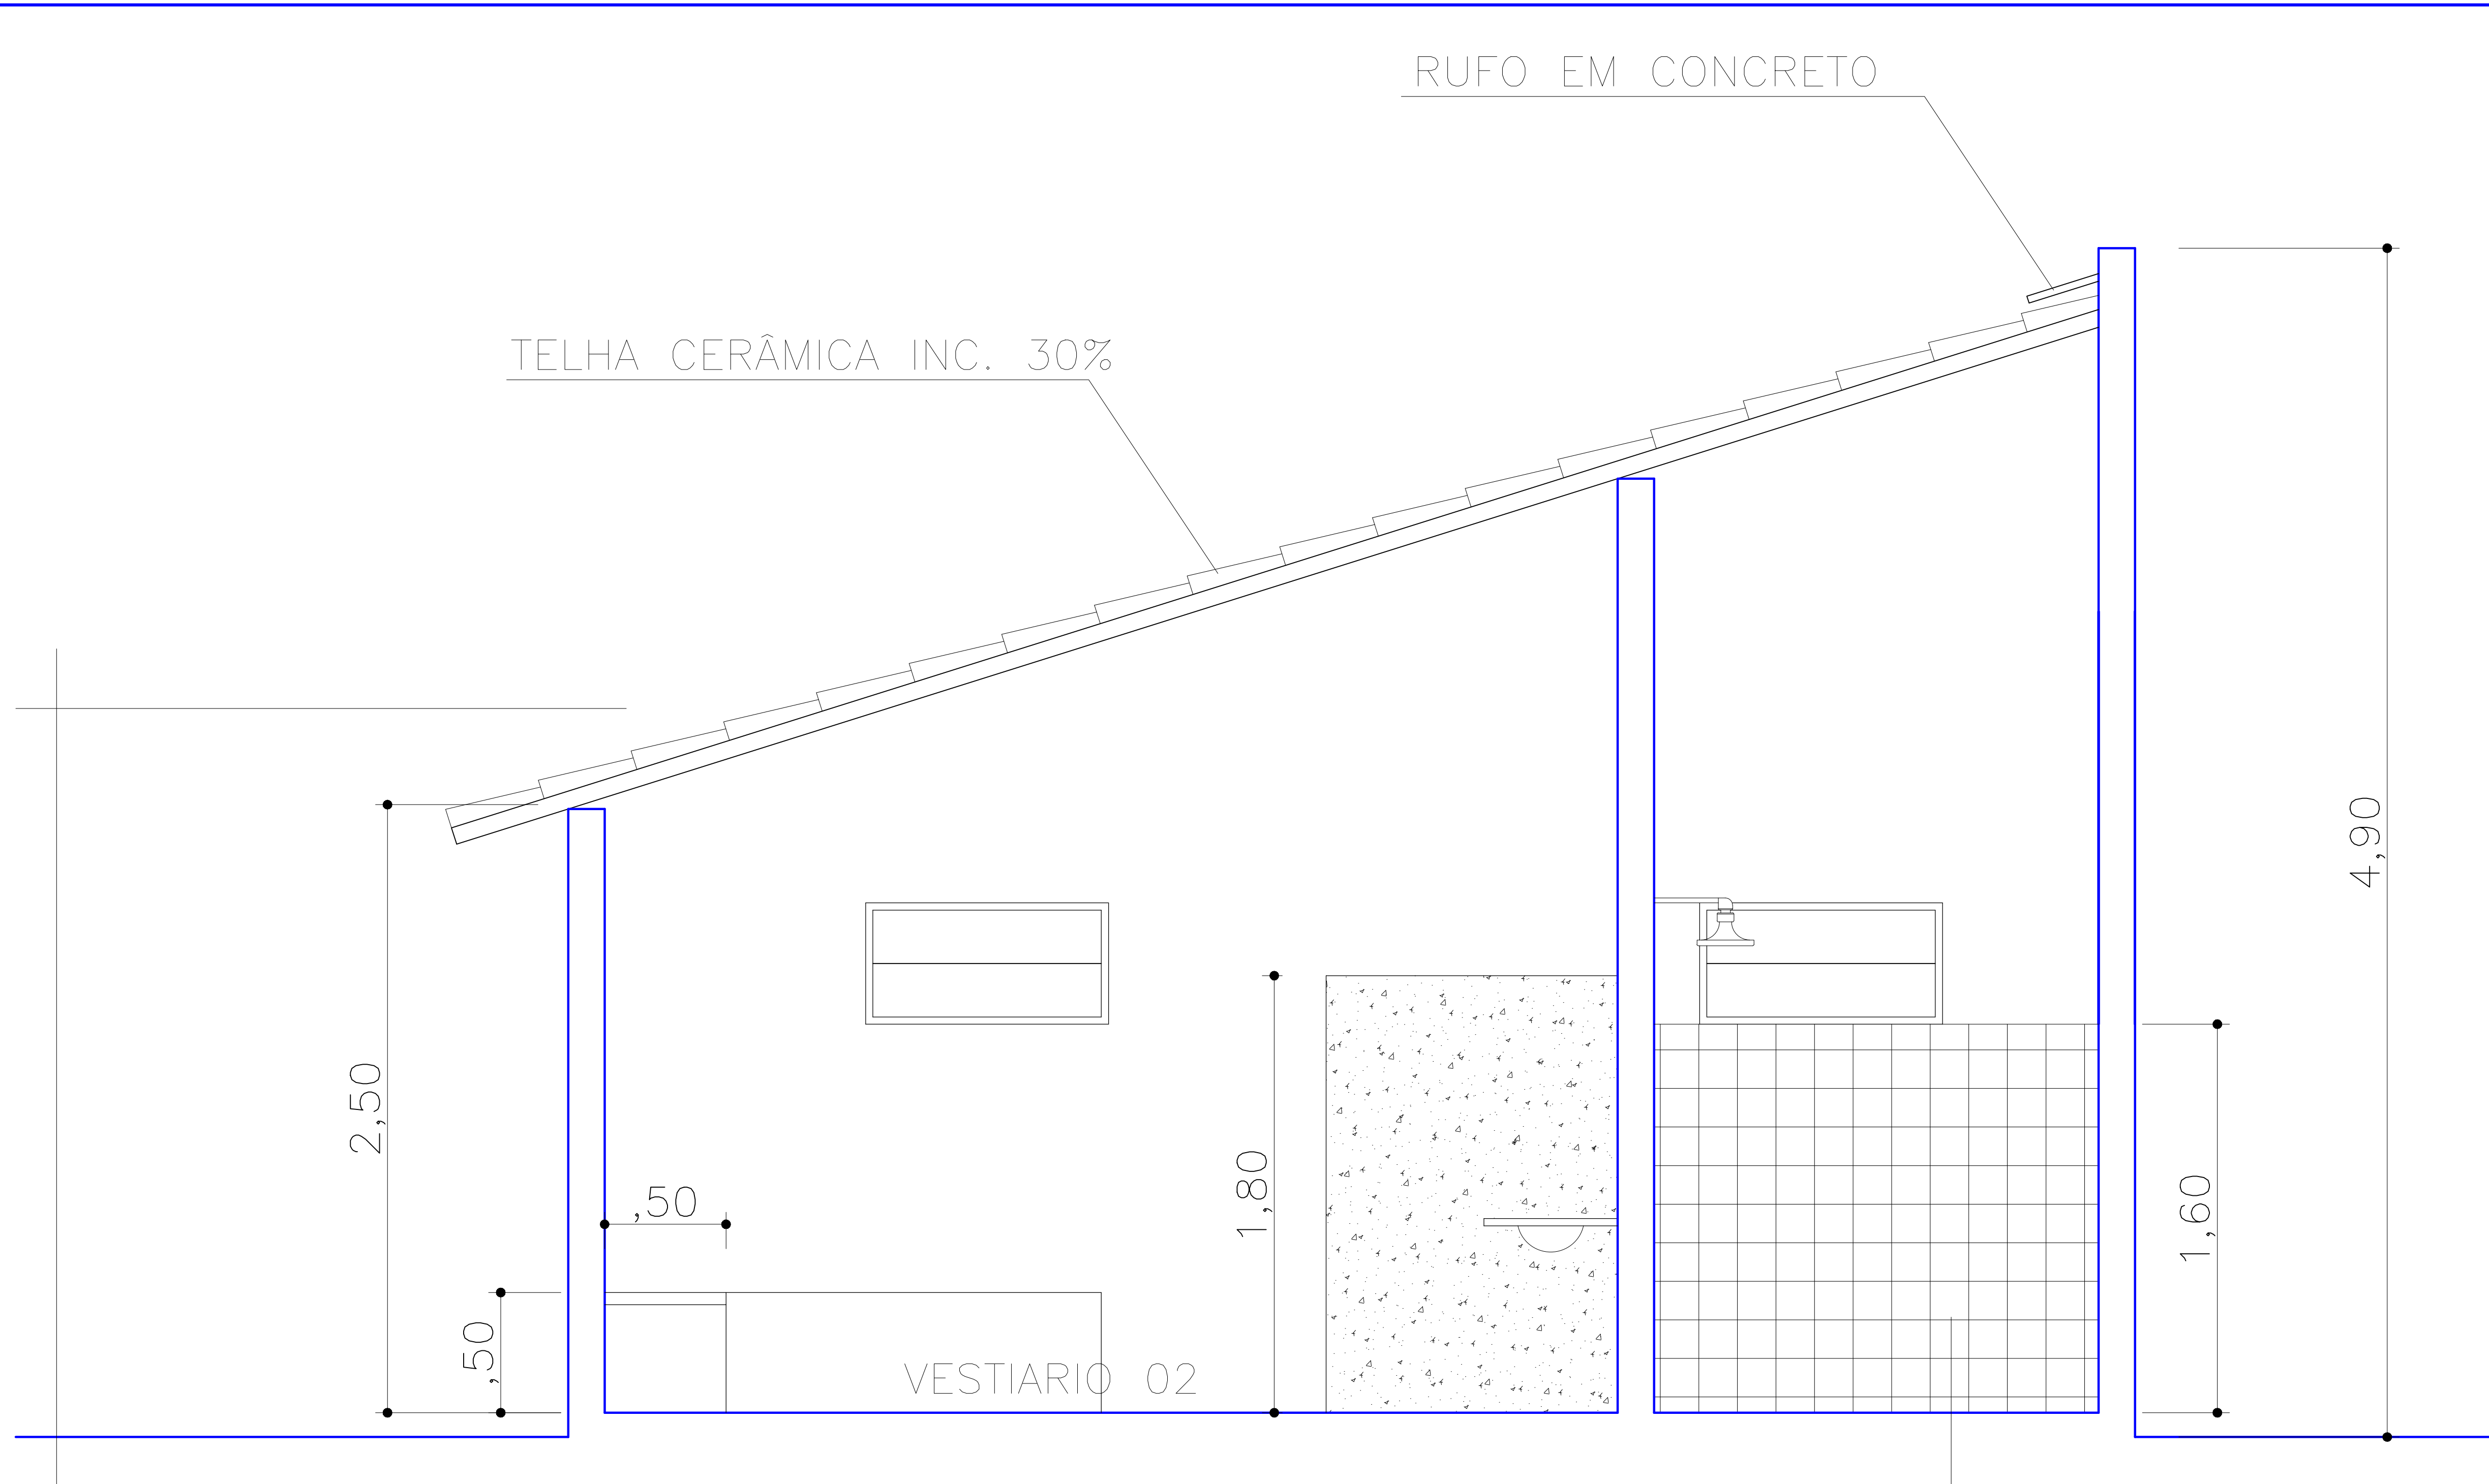 RUFO EM CONCRETO
TELHA CERÂMICA INC. 30%
4,90
2,50
1,80
,50
1,60
,50
VESTIARIO 02